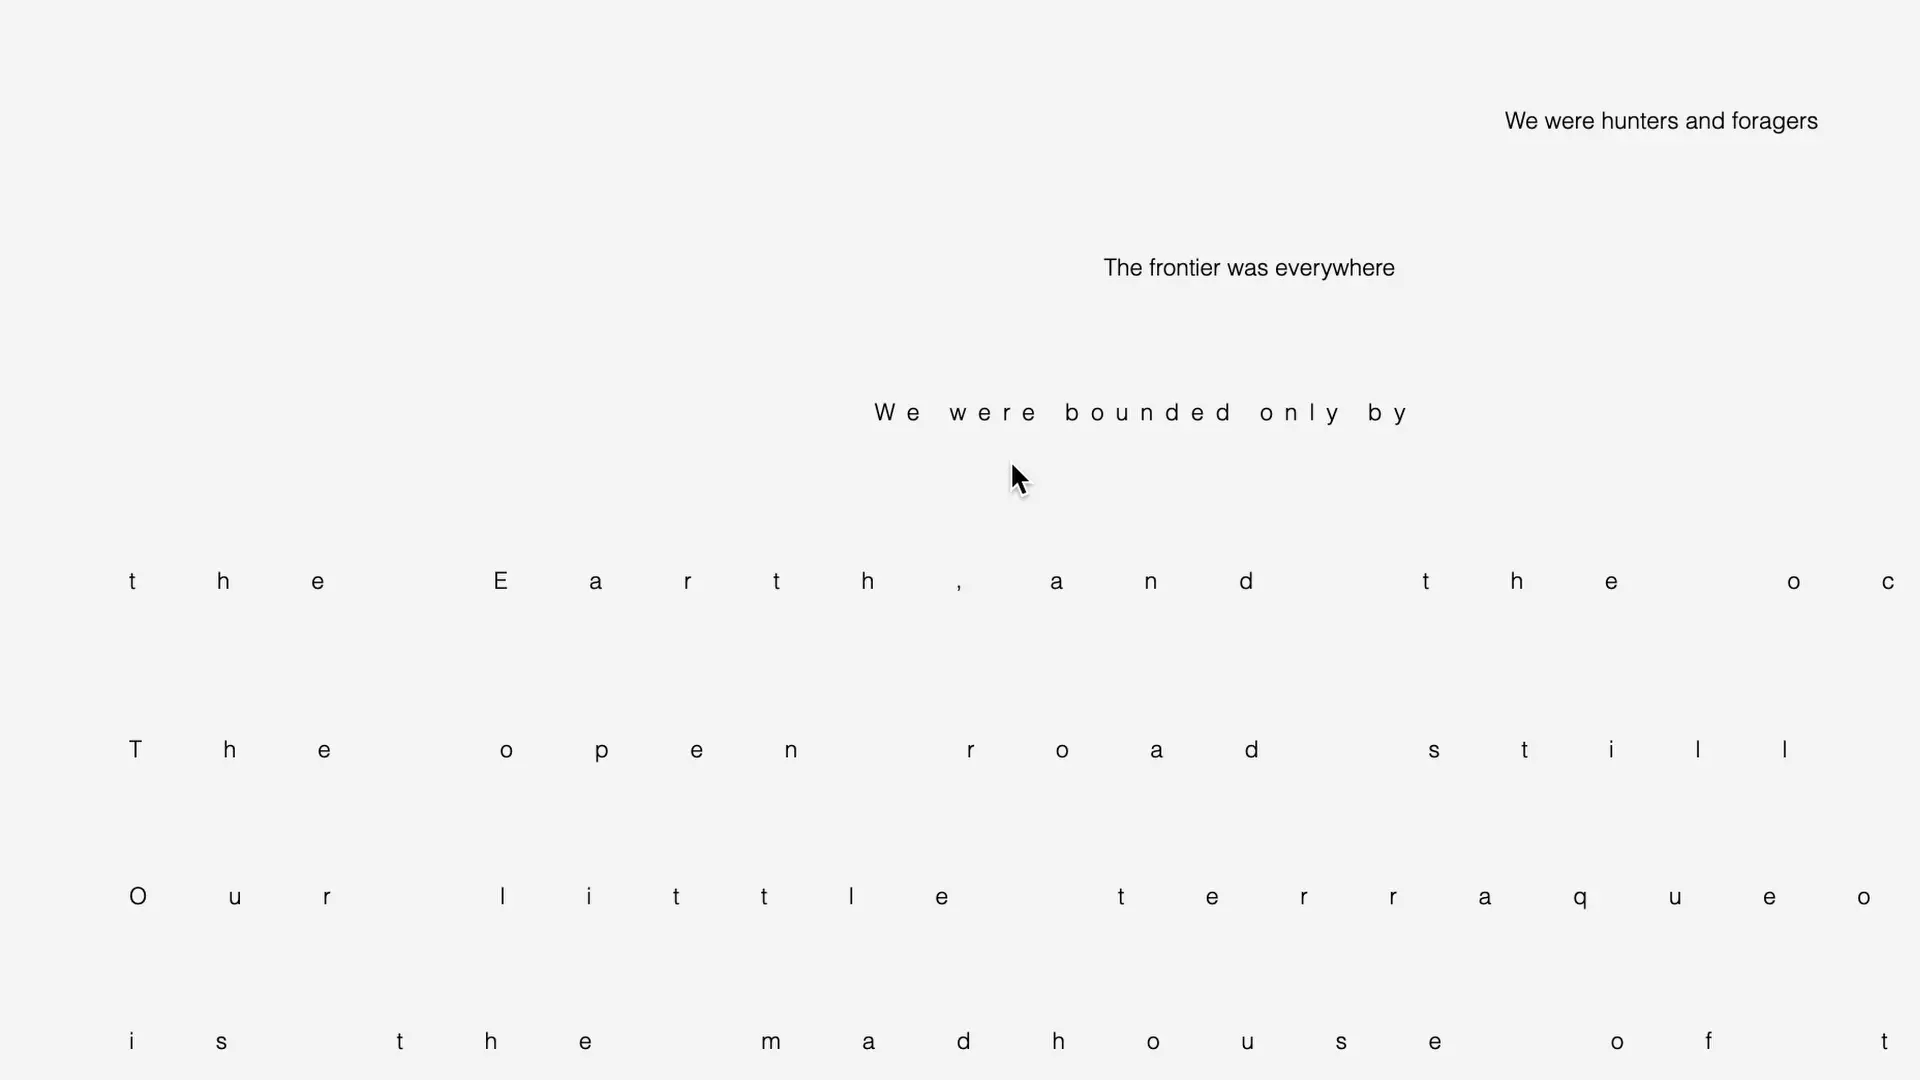 We were hunters and foragers
The frontier was everywhere
We were bounded only by
the Earth, and the oc
The open road still
Our little terraqueo
is the madhouse of t